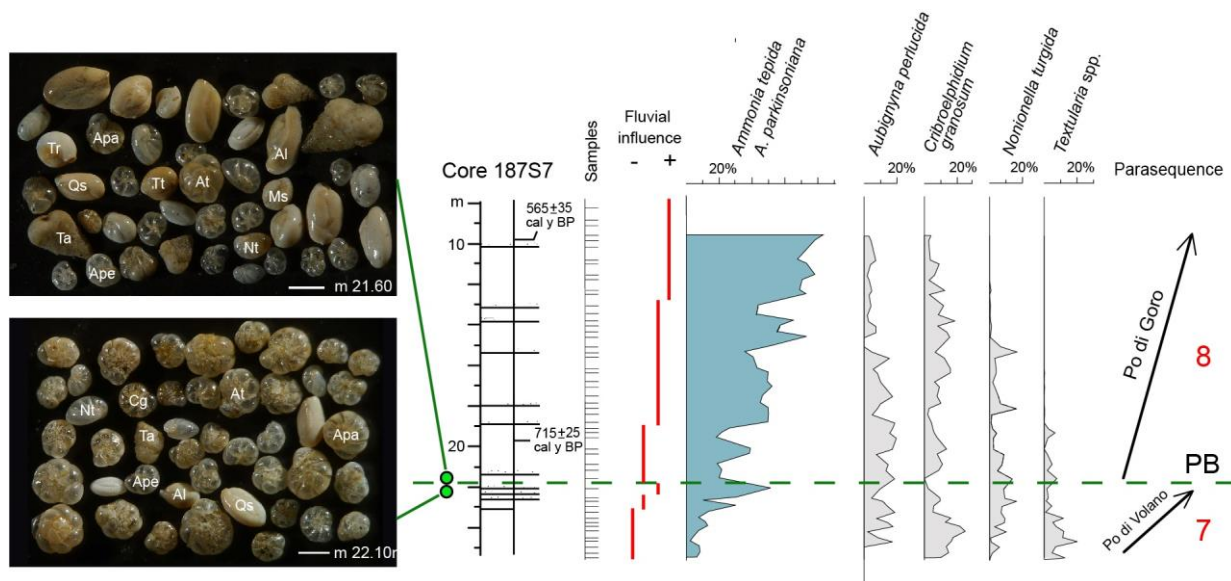 Tr
Apa
Al
Qs
Tt
At
Ms
Ta
Nt
Ape
m 21.60
Nt
Cg
At
Ta
Apa
Ape
Al
Qs
m 22.10
Core 187S7
m
10
20
565±35
cal y BP
715±25
cal y BP
Samples
Fluvial
influence
- +
Ammonia tepida
A. parkinsoniana
20%
Aubignyna perlucida
20%
Cribroelphidium
granosum
20%
Nonionella turgida
20%
Textularia spp.
20%
Parasequence
Po di Goro
8
PB
Po di Volano
7